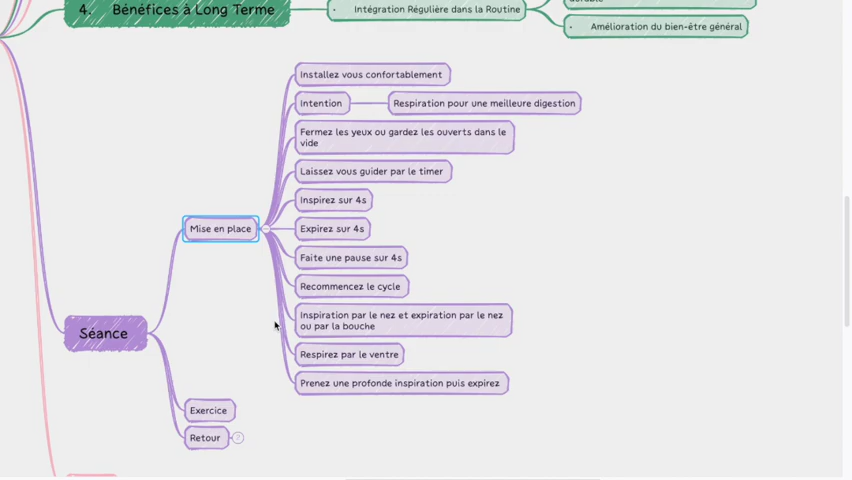 4. Bénéfices à Long Terme
- Intégration Régulière dans la Routine
- Amélioration du bien-être général
Installez vous confortablement
Intention
Respiration pour une meilleure digestion
Fermez les yeux ou gardez les ouverts dans le
vide
Laissez vous guider par le timer
Inspirez sur 4s
Mise en place
Expirez sur 4s
Faite une pause sur 4s
Recommencez le cycle
Inspiration par le nez et expiration par le nez
ou par la bouche
Séance
Respirez par le ventre
Prenez une profonde inspiration puis expirez
Exercice
Retour